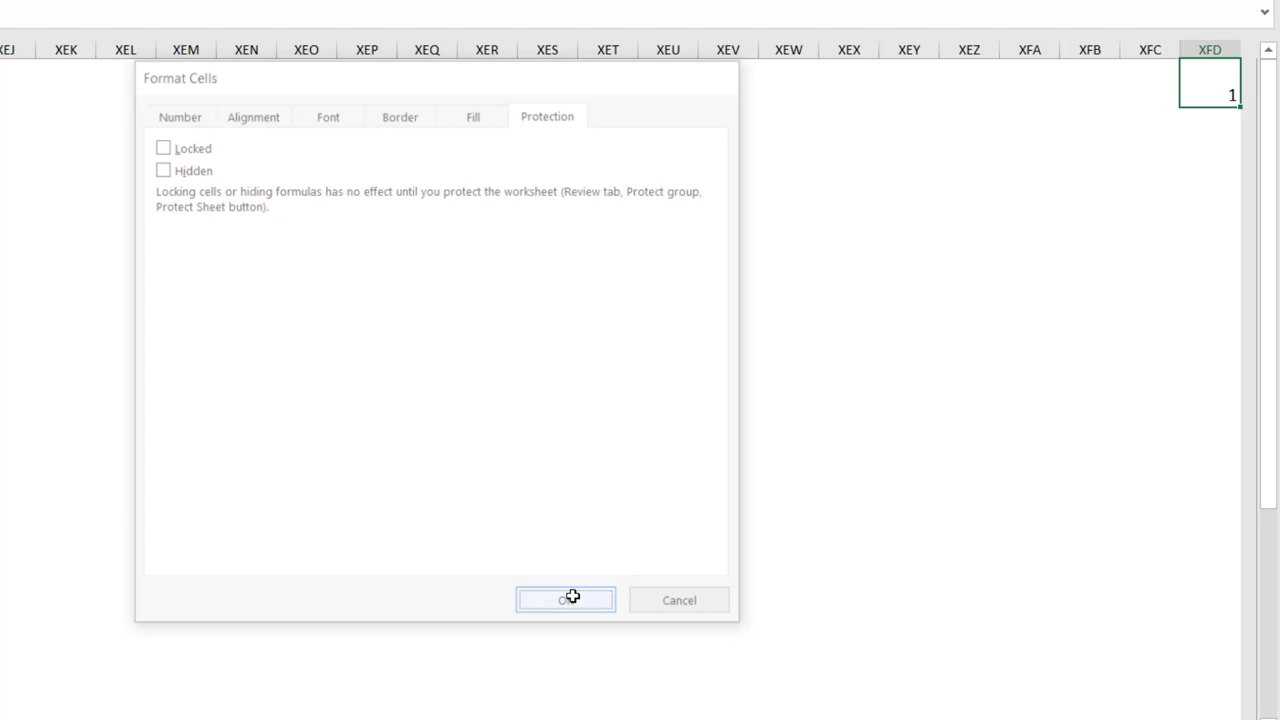 XEJ XEK XEL XEM XEN XEO XEP XEQ XER XES XET XEU XEV XEW XEX XEY XEZ XFA XFB XFC XFD
Format Cells
1
Number Alignment Font Border Fill Protection
Locked
Hidden
Locking cells or hiding formulas has no effect until you protect the worksheet (Review tab, Protect group,
Protect Sheet button).
Cancel